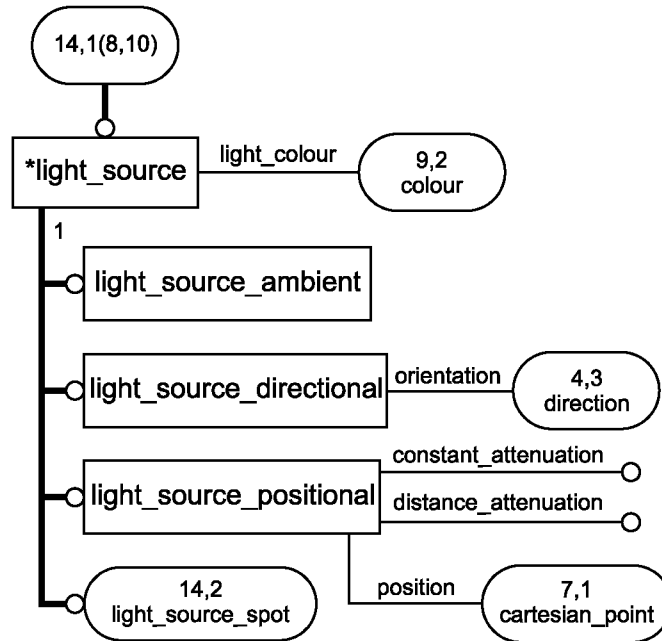 14,1(8,10)
*light_source
light_colour
9,2
colour
1
light_source_ambient
light_source_directional
orientation
4,3
direction
light_source_positional
constant_attenuation
distance_attenuation
position
14,2
light_source_spot
7,1
cartesian_point